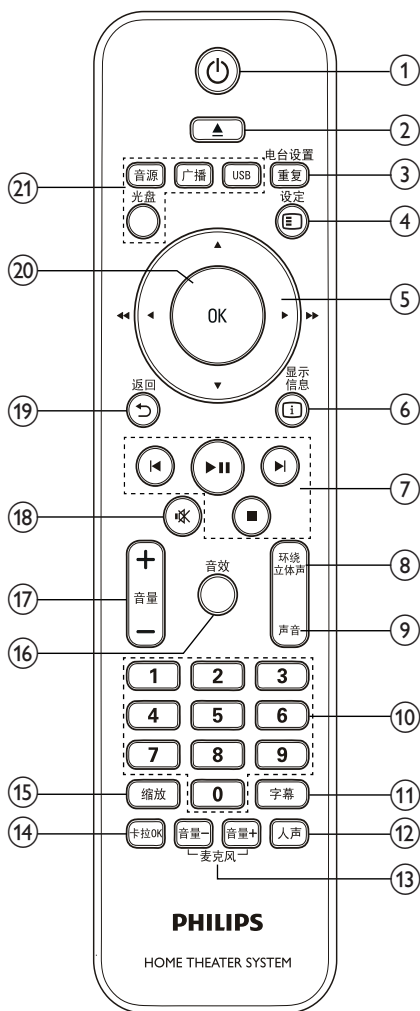 ①
②
电台设置
③
㉑
音源 广播 USB 重复
光盘
设定
④
⑳
⑤
OK
返回
显示
信息
⑲
⑥
⑦
⑱
+
音量
−
⑰
音效
⑯
环绕
立体声
⑧
声音
⑨
1 2 3
4 5 6
⑩
7 8 9
⑮
缩放
0
字幕
⑪
⑭
卡拉OK
音量− 音量+
人声
⑫
麦克风
⑬
PHILIPS
HOME THEATER SYSTEM